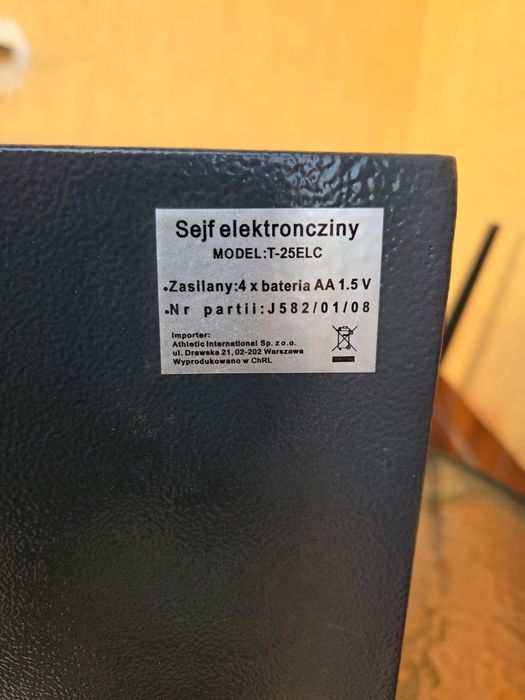 Sejf elektroncziny
MODEL:T-25ELC
•Zasilany:4 x bateria AA 1.5 V
•Nr partii:J582/01/08
Importer:
Athletic International Sp. z o.o.
ul. Drawska 21, 02-202 Warszawa
Wyprodukowano w ChRL